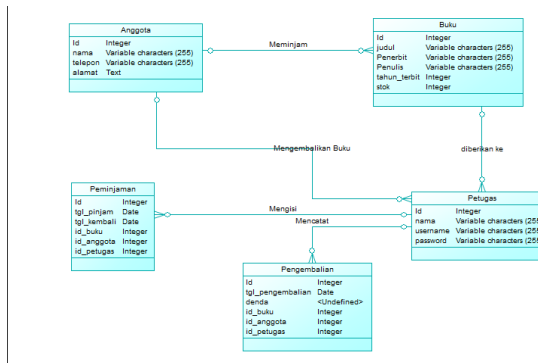 Anggota
Id Integer
nama Variable characters (255)
telepon Variable characters (255)
alamat Text
Meminjam
Buku
Id Integer
judul Variable characters (255)
Penerbit Variable characters (255)
Penulis Variable characters (255)
tahun_terbit Integer
stok Integer
Mengembalikan Buku
diberikan ke
Peminjaman
Id Integer
tgl_pinjam Date
tgl_kembali Date
id_buku Integer
id_anggota Integer
id_petugas Integer
Mengisi
Mencatat
Petugas
Id Integer
nama Variable characters (255
username Variable characters (255
password Variable characters (255
Pengembalian
Id Integer
tgl_pengembalian Date
denda <Undefined>
id_buku Integer
id_anggota Integer
id_petugas Integer